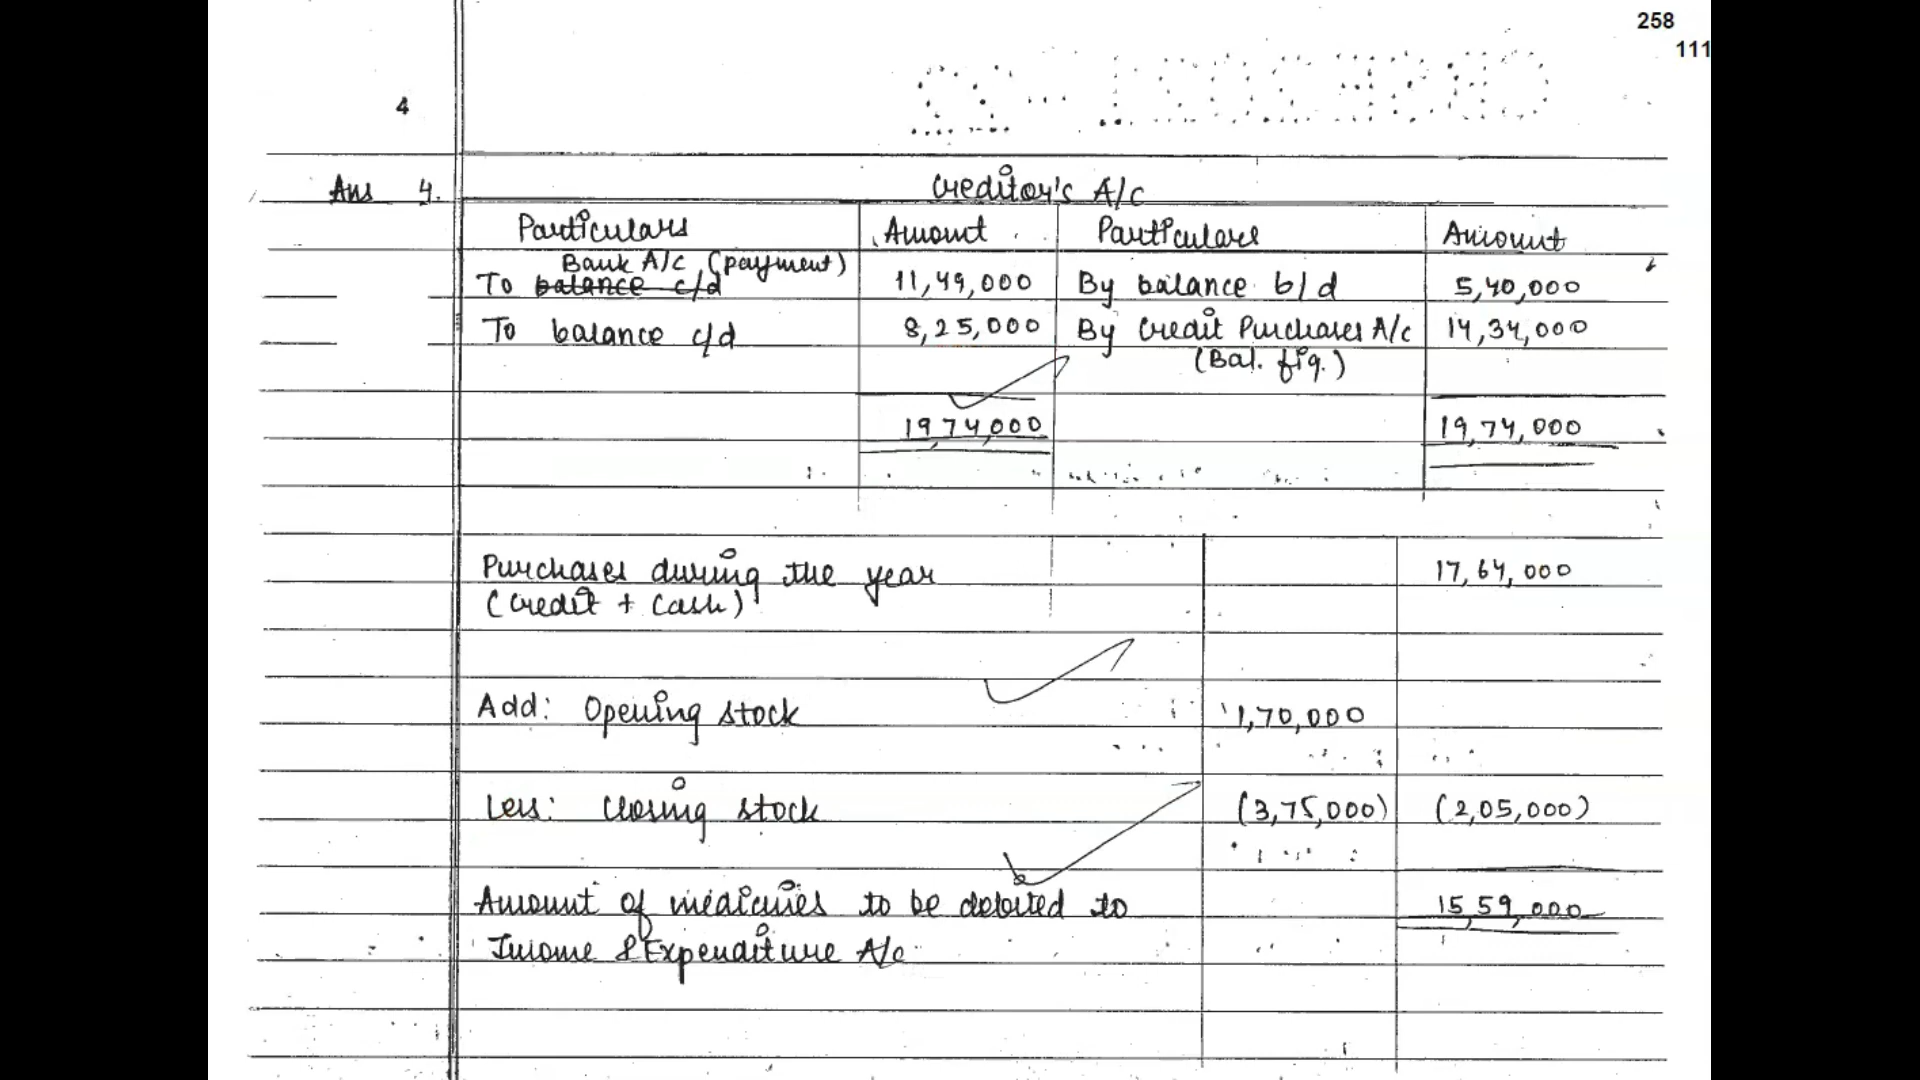 258
111
4
Ans 4. Creditor's A/c
Particulars Amount Particulars Amount
Bank A/c (payment)
To balance c/d 11,49,000 By balance b/d 5,40,000
To balance c/d 8,25,000 By Credit Purchases A/c 14,34,000
(Bal. fig.)
19,74,000 19,74,000
Purchases during the year 17,64,000
(Credit + Cash)
Add: Opening stock 1,70,000
Less: Closing stock (3,75,000) (2,05,000)
Amount of medicines to be debited to 15,59,000
Income & Expenditure A/c